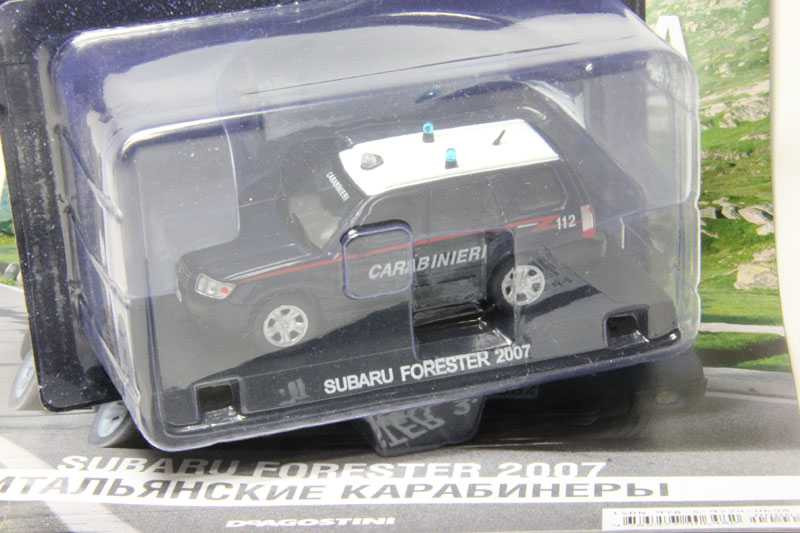 CARABINIERI
112
CARABINIERI
SUBARU FORESTER 2007
SUBARU FORESTER 2007
ИТАЛЬЯНСКИЕ КАРАБИНЕРЫ
DEAGOSTINI